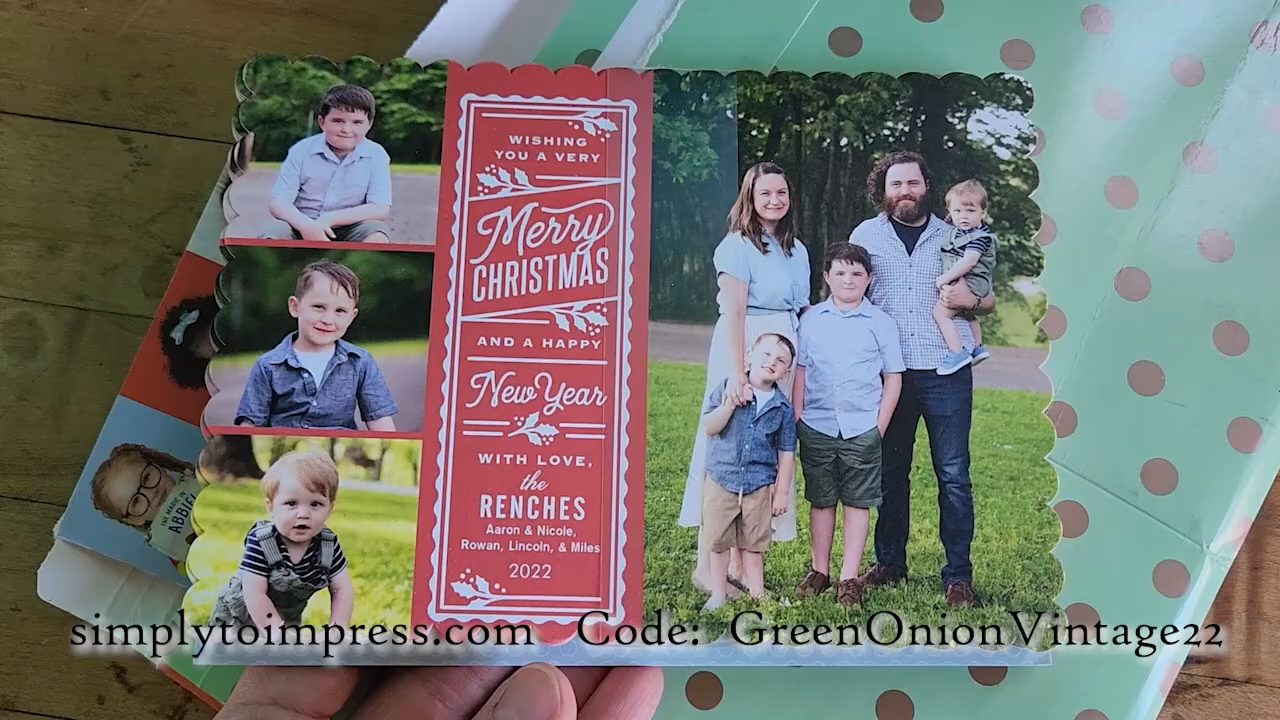 WISHING
YOU A VERY
Merry
CHRISTMAS
AND A HAPPY
New Year
WITH LOVE,
the
RENCHES
Aaron & Nicole,
Rowan, Lincoln, & Miles
2022
ABBIE
simplytoimpress.com Code: GreenOnionVintage22